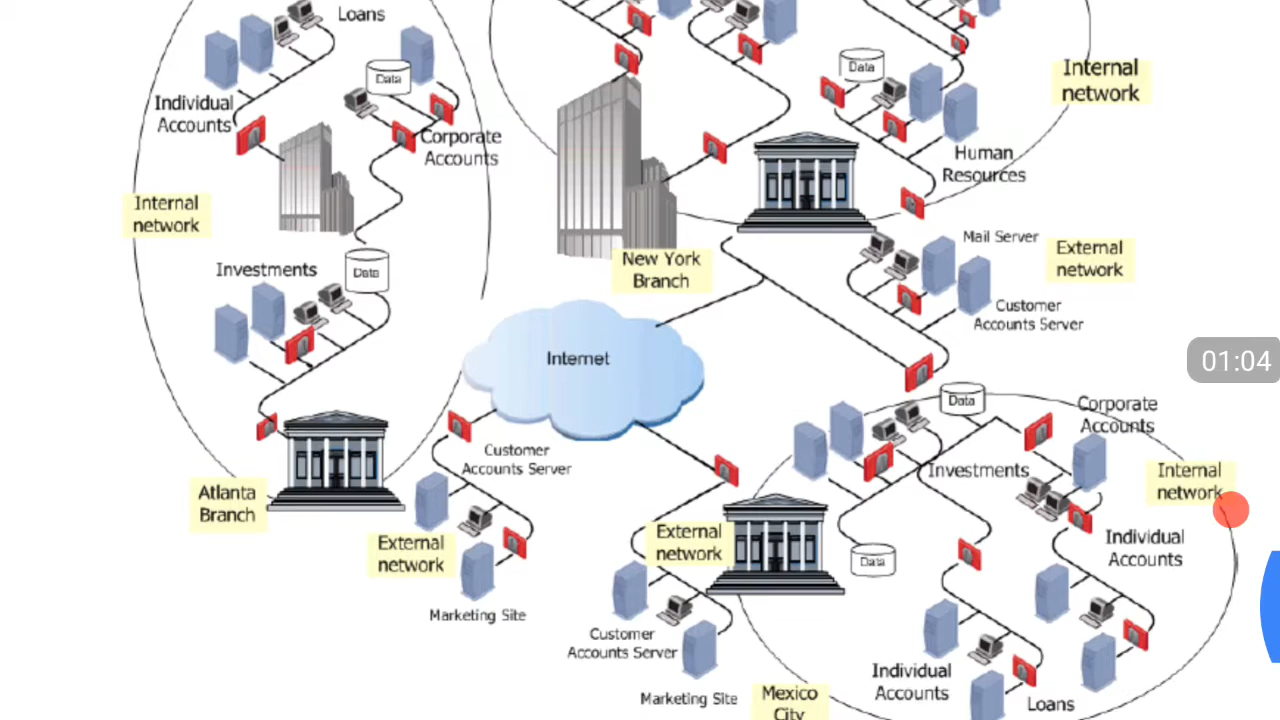 Loans
Data
Individual
Accounts
Corporate
Accounts
Internal
network
Investments
Data
Atlanta
Branch
Data
Internal
network
Human
Resources
New York
Branch
Mail Server
External
network
Customer
Accounts Server
Internet
01:04
Customer
Accounts Server
External
network
Marketing Site
Data
Corporate
Accounts
Investments
Internal
network
External
network
Data
Individual
Accounts
Customer
Accounts Server
Marketing Site
Mexico
City
Individual
Accounts
Loans